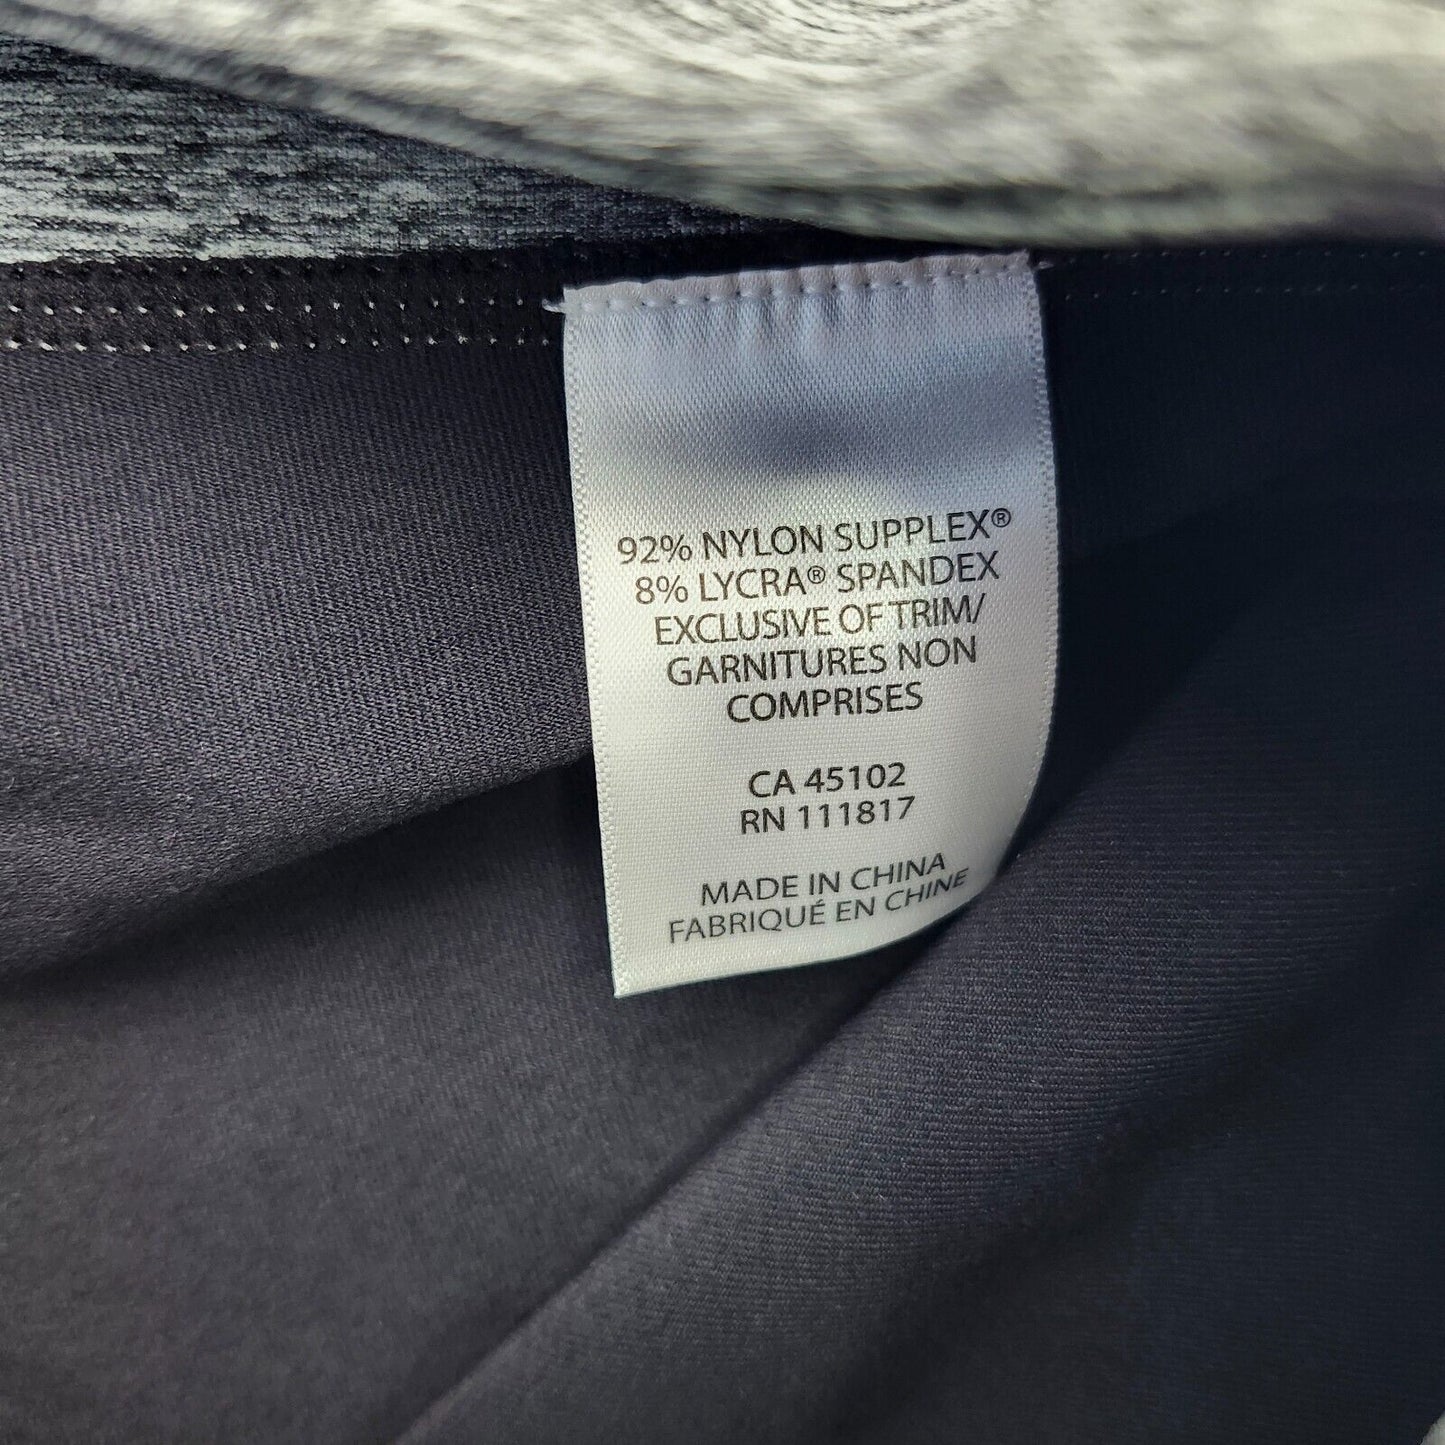 92% NYLON SUPPLEX®
8% LYCRA® SPANDEX
EXCLUSIVE OF TRIM/
GARNITURES NON
COMPRISES
CA 45102
RN 111817
MADE IN CHINA
FABRIQUÉ EN CHINE